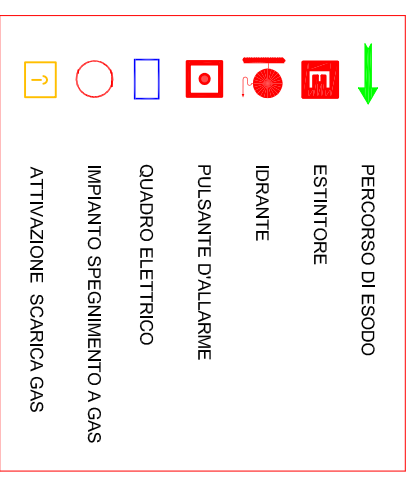 PERCORSO DI ESODO
E ESTINTORE
IDRANTE
PULSANTE D'ALLARME
QUADRO ELETTRICO
IMPIANTO SPEGNIMENTO A GAS
ATTIVAZIONE SCARICA GAS